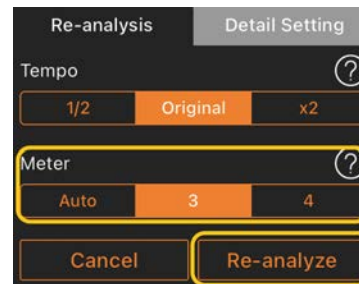 Re-analysis Detail Setting
Tempo ?
1/2 Original x2
Meter ?
Auto 3 4
Cancel Re-analyze